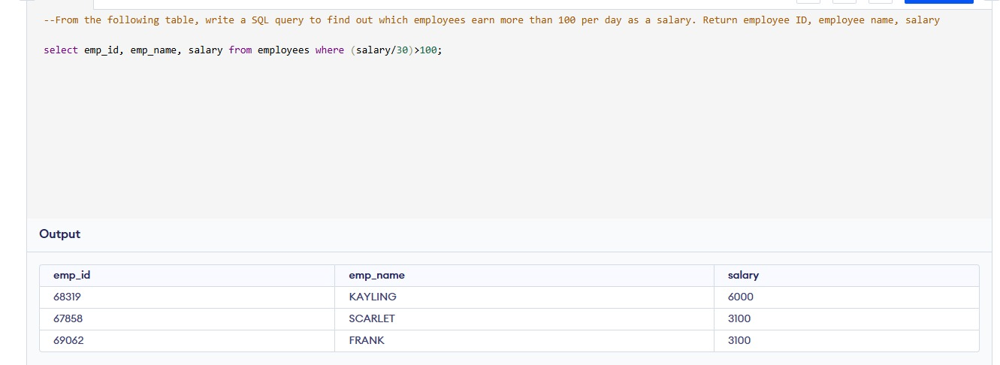 --From the following table, write a SQL query to find out which employees earn more than 100 per day as a salary. Return employee ID, employee name, salary
select emp_id, emp_name, salary from employees where (salary/30)>100;
Output
emp_id emp_name salary
68319 KAYLING 6000
67858 SCARLET 3100
69062 FRANK 3100